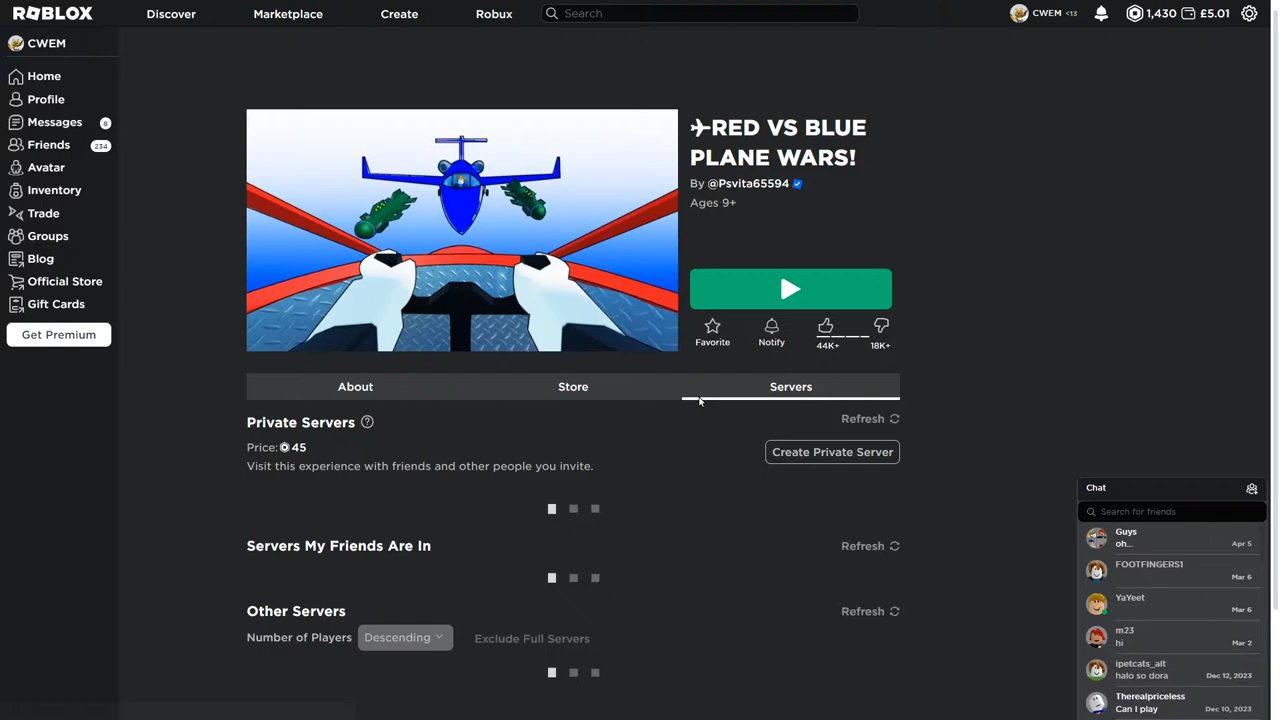 ROBLOX
Discover
Marketplace
Create
Robux
Search
CWEM <13
1,430
£5.01
CWEM
Home
Profile
Messages 8
Friends 234
Avatar
Inventory
Trade
Groups
Blog
Official Store
Gift Cards
Get Premium
✈RED VS BLUE
PLANE WARS!
By @Psvita65594
Ages 9+
Favorite
Notify
44K+
18K+
About
Store
Servers
Private Servers
Refresh
Price: 45
Create Private Server
Visit this experience with friends and other people you invite.
Servers My Friends Are In
Refresh
Other Servers
Refresh
Number of Players
Descending
Exclude Full Servers
Chat
Search for friends
Guys
oh...
Apr 5
FOOTFINGERS1
Mar 6
YaYeet
Mar 6
m23
hi
Mar 2
ipetcats_alt
halo so dora
Dec 12, 2023
Therealpriceless
Can I play
Dec 10, 2023